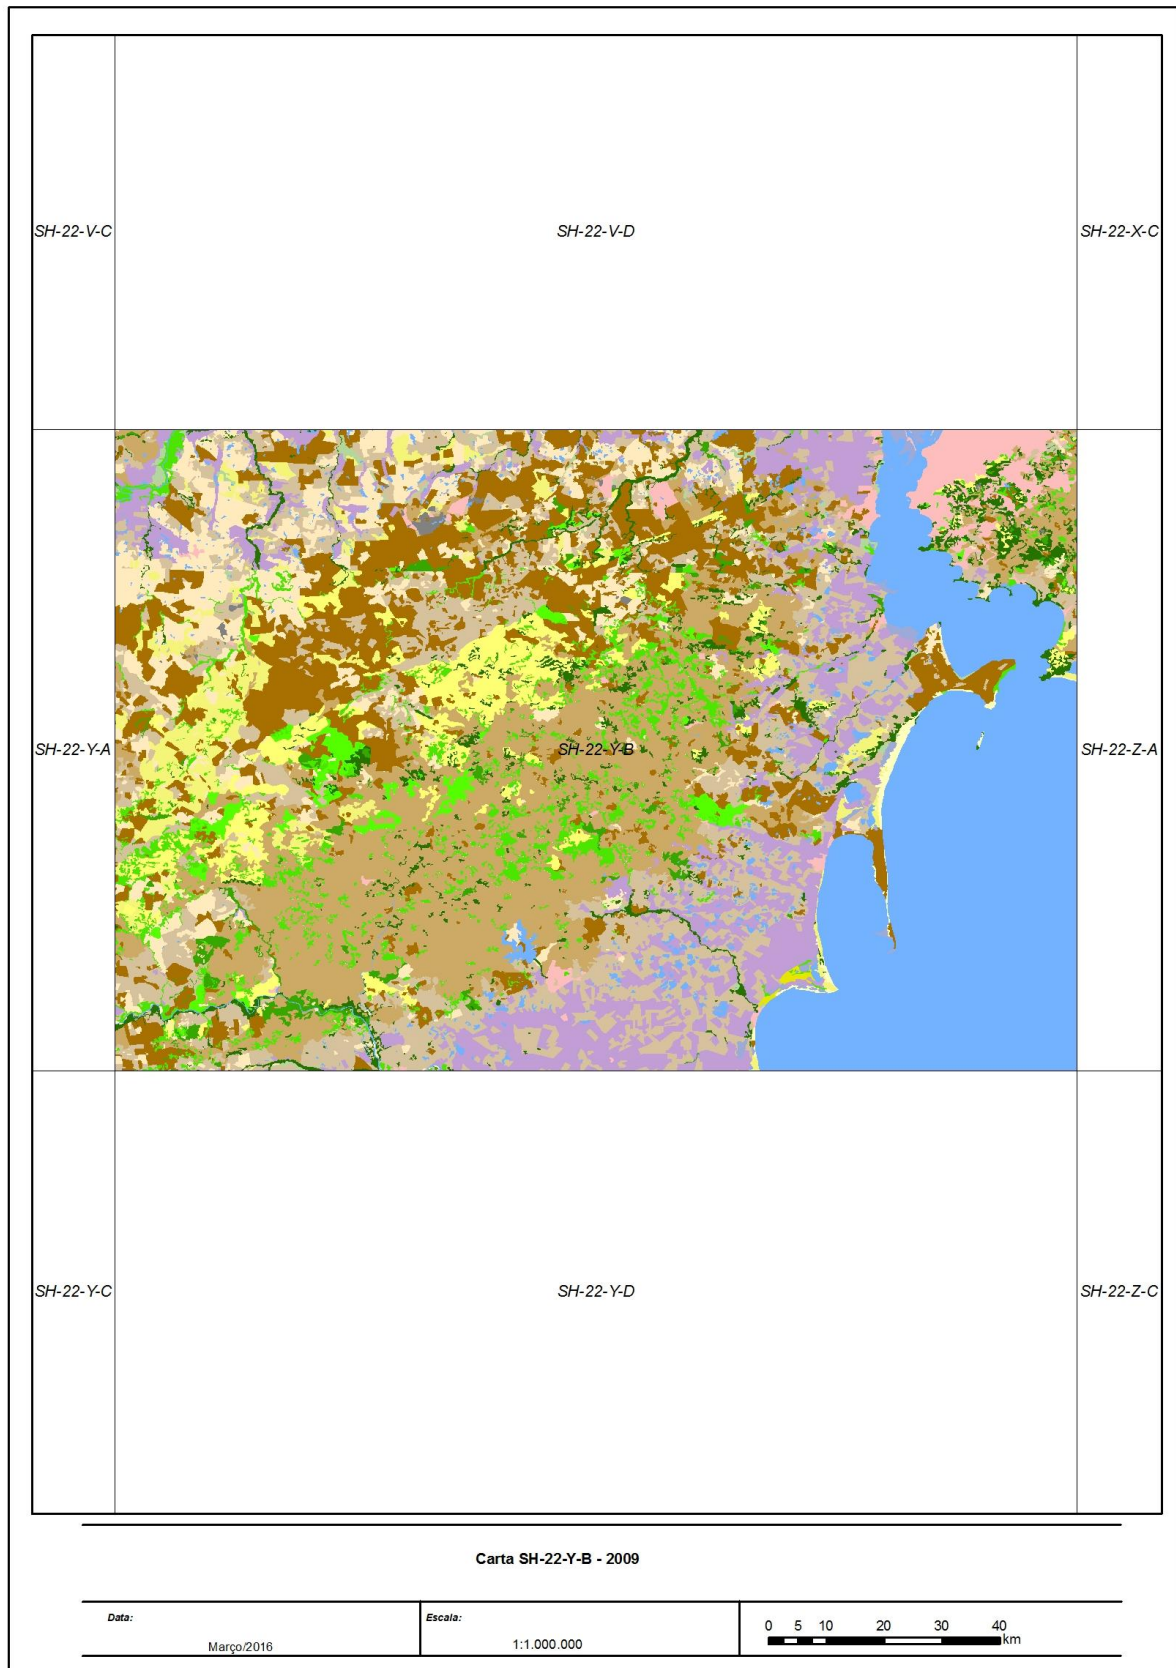 SH-22-V-C
SH-22-V-D
SH-22-X-C
SH-22-Y-A
SH-22-Y-B
SH-22-Z-A
SH-22-Y-C
SH-22-Y-D
SH-22-Z-C
Carta SH-22-Y-B - 2009
Data:
Março/2016
Escala:
1:1.000.000
0 5 10 20 30 40
km